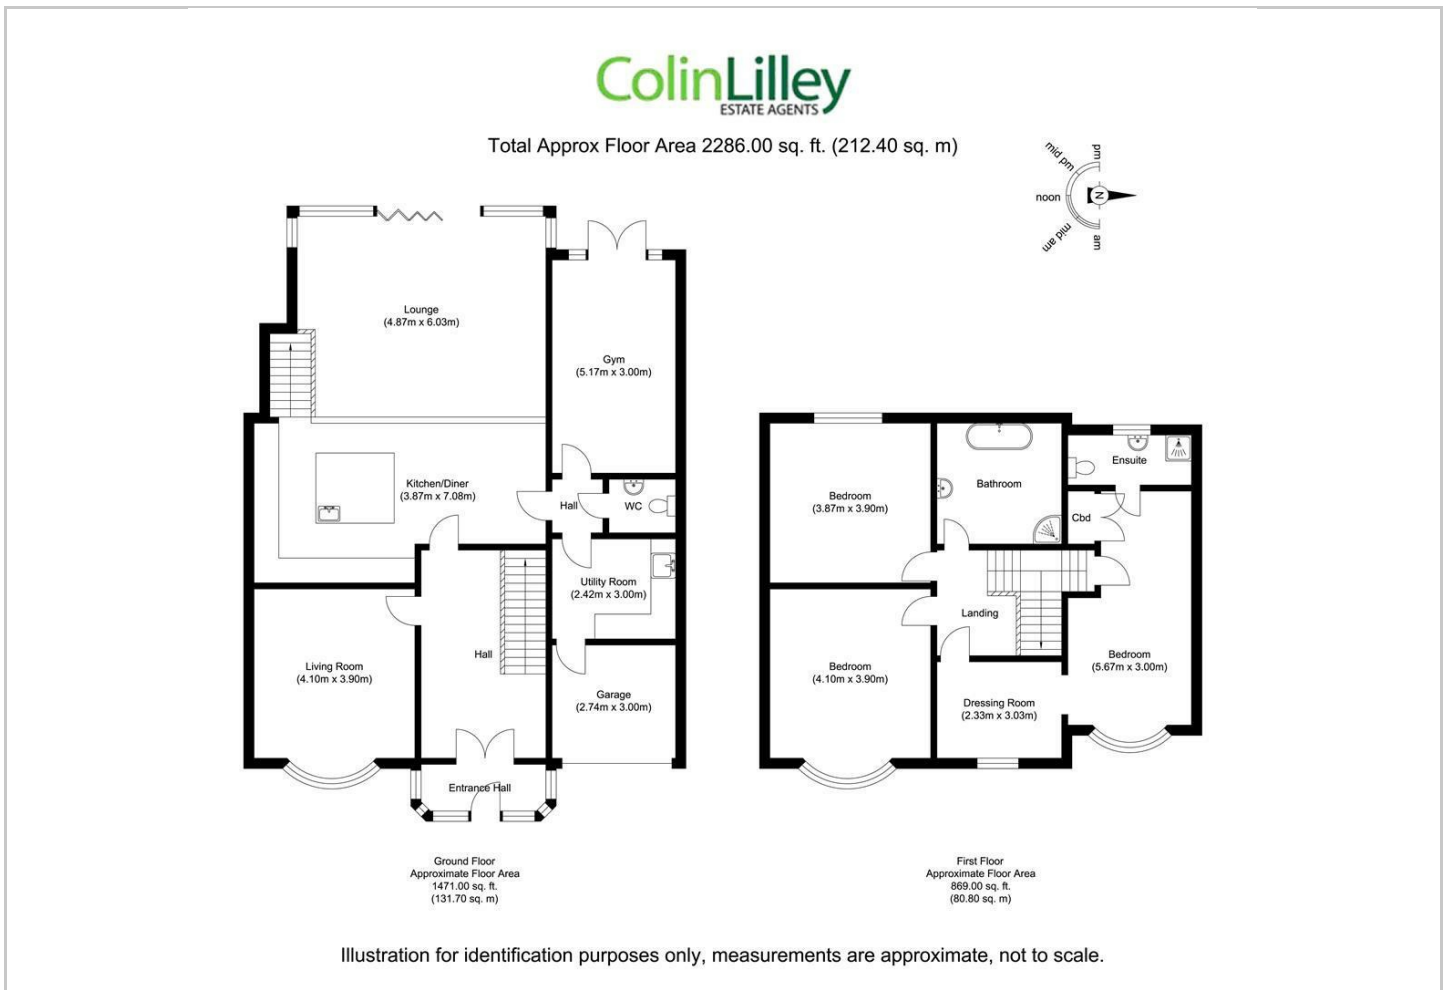 ColinLilley
ESTATE AGENTS
Total Approx Floor Area 2286.00 sq. ft. (212.40 sq. m)
mid pm
pm
noon
N
mid am
am
Lounge
(4.87m x 6.03m)
Gym
(5.17m x 3.00m)
Kitchen/Diner
(3.87m x 7.08m)
Hall
WC
Utility Room
(2.42m x 3.00m)
Living Room
(4.10m x 3.90m)
Hall
Garage
(2.74m x 3.00m)
Entrance Hall
Bedroom
(3.87m x 3.90m)
Bathroom
Ensuite
Cbd
Landing
Bedroom
(4.10m x 3.90m)
Bedroom
(5.67m x 3.00m)
Dressing Room
(2.33m x 3.03m)
Ground Floor
Approximate Floor Area
1471.00 sq. ft.
(131.70 sq. m)
First Floor
Approximate Floor Area
869.00 sq. ft.
(80.80 sq. m)
Illustration for identification purposes only, measurements are approximate, not to scale.